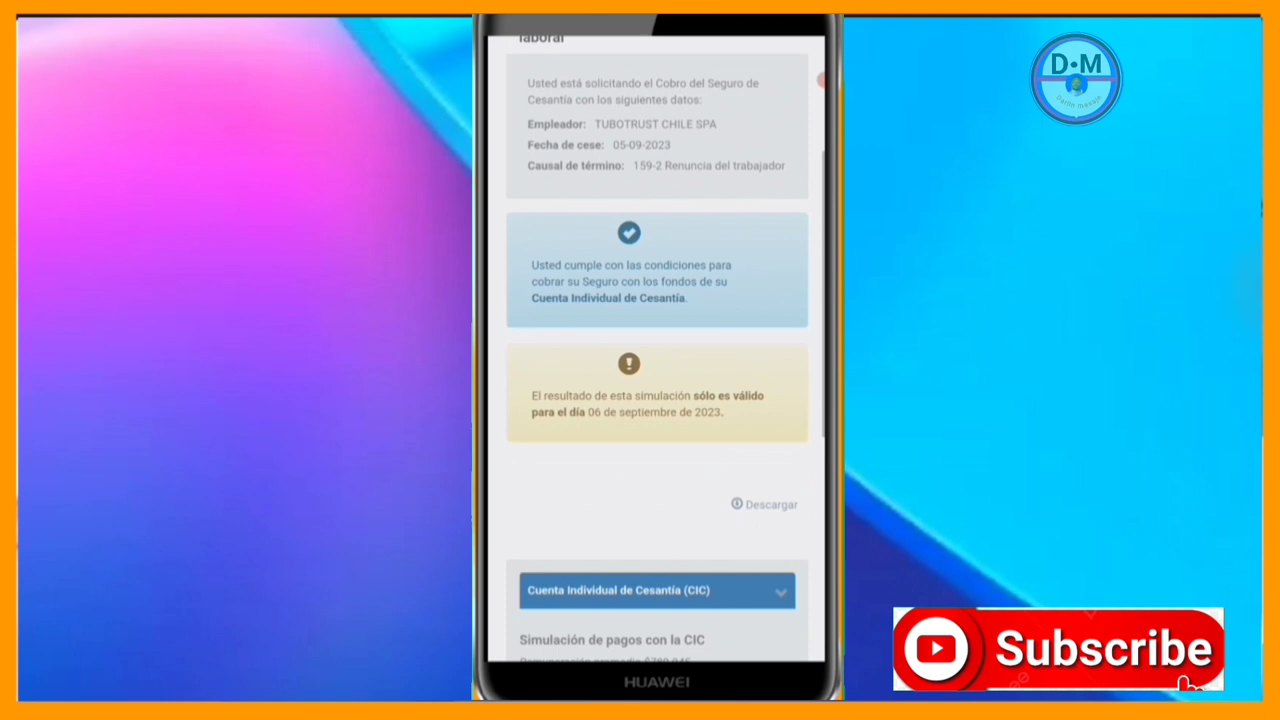 laboral
Usted está solicitando el Cobro del Seguro de
Cesantía con los siguientes datos:
Empleador: TUBOTRUST CHILE SPA
Fecha de cese: 05-09-2023
Causal de término: 159-2 Renuncia del trabajador
Usted cumple con las condiciones para
cobrar su Seguro con los fondos de su
Cuenta Individual de Cesantía.
El resultado de esta simulación sólo es válido
para el día 06 de septiembre de 2023.
Descargar
Cuenta Individual de Cesantía (CIC)
Simulación de pagos con la CIC
Remuneración promedio
HUAWEI
D•M
Subscribe